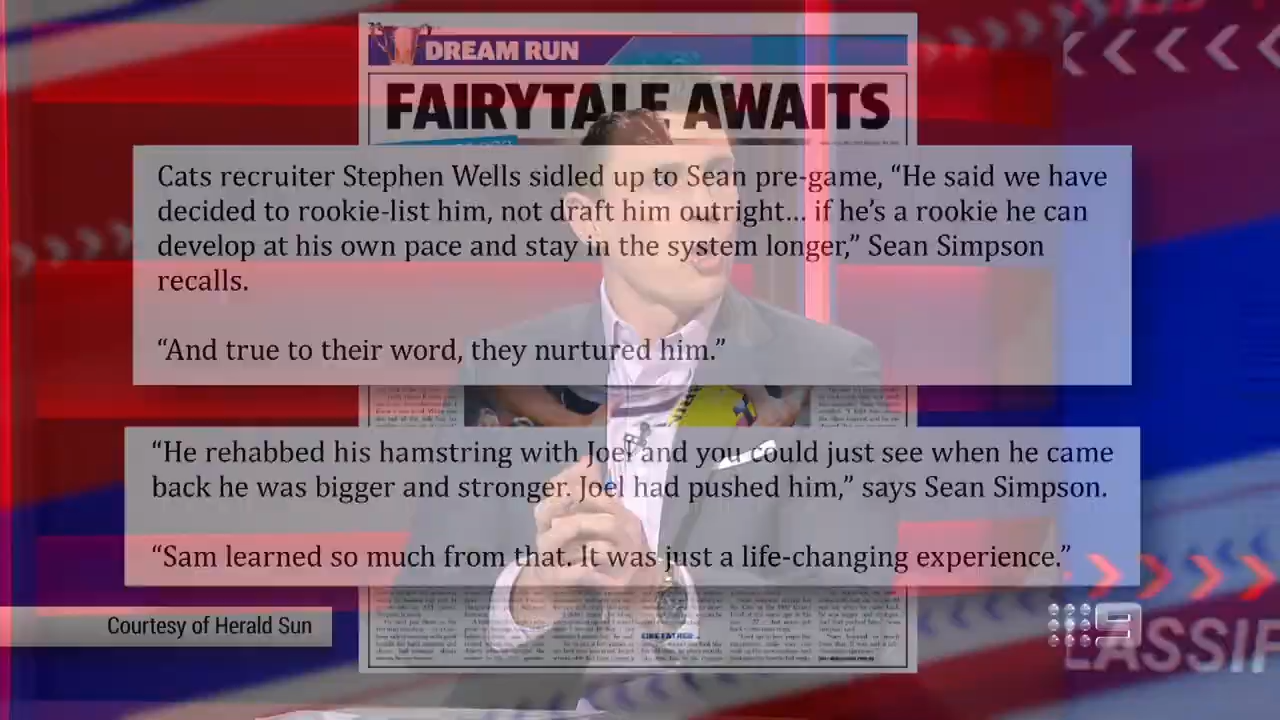 DREAM RUN
FAIRYTALE AWAITS
Cats recruiter Stephen Wells sidled up to Sean pre-game, “He said we have
decided to rookie-list him, not draft him outright… if he’s a rookie he can
develop at his own pace and stay in the system longer,” Sean Simpson
recalls.
“And true to their word, they nurtured him.”
“He rehabbed his hamstring with Joel and you could just see when he came
back he was bigger and stronger. Joel had pushed him,” says Sean Simpson.
“Sam learned so much from that. It was just a life-changing experience.”
Courtesy of Herald Sun
9
LASSIF